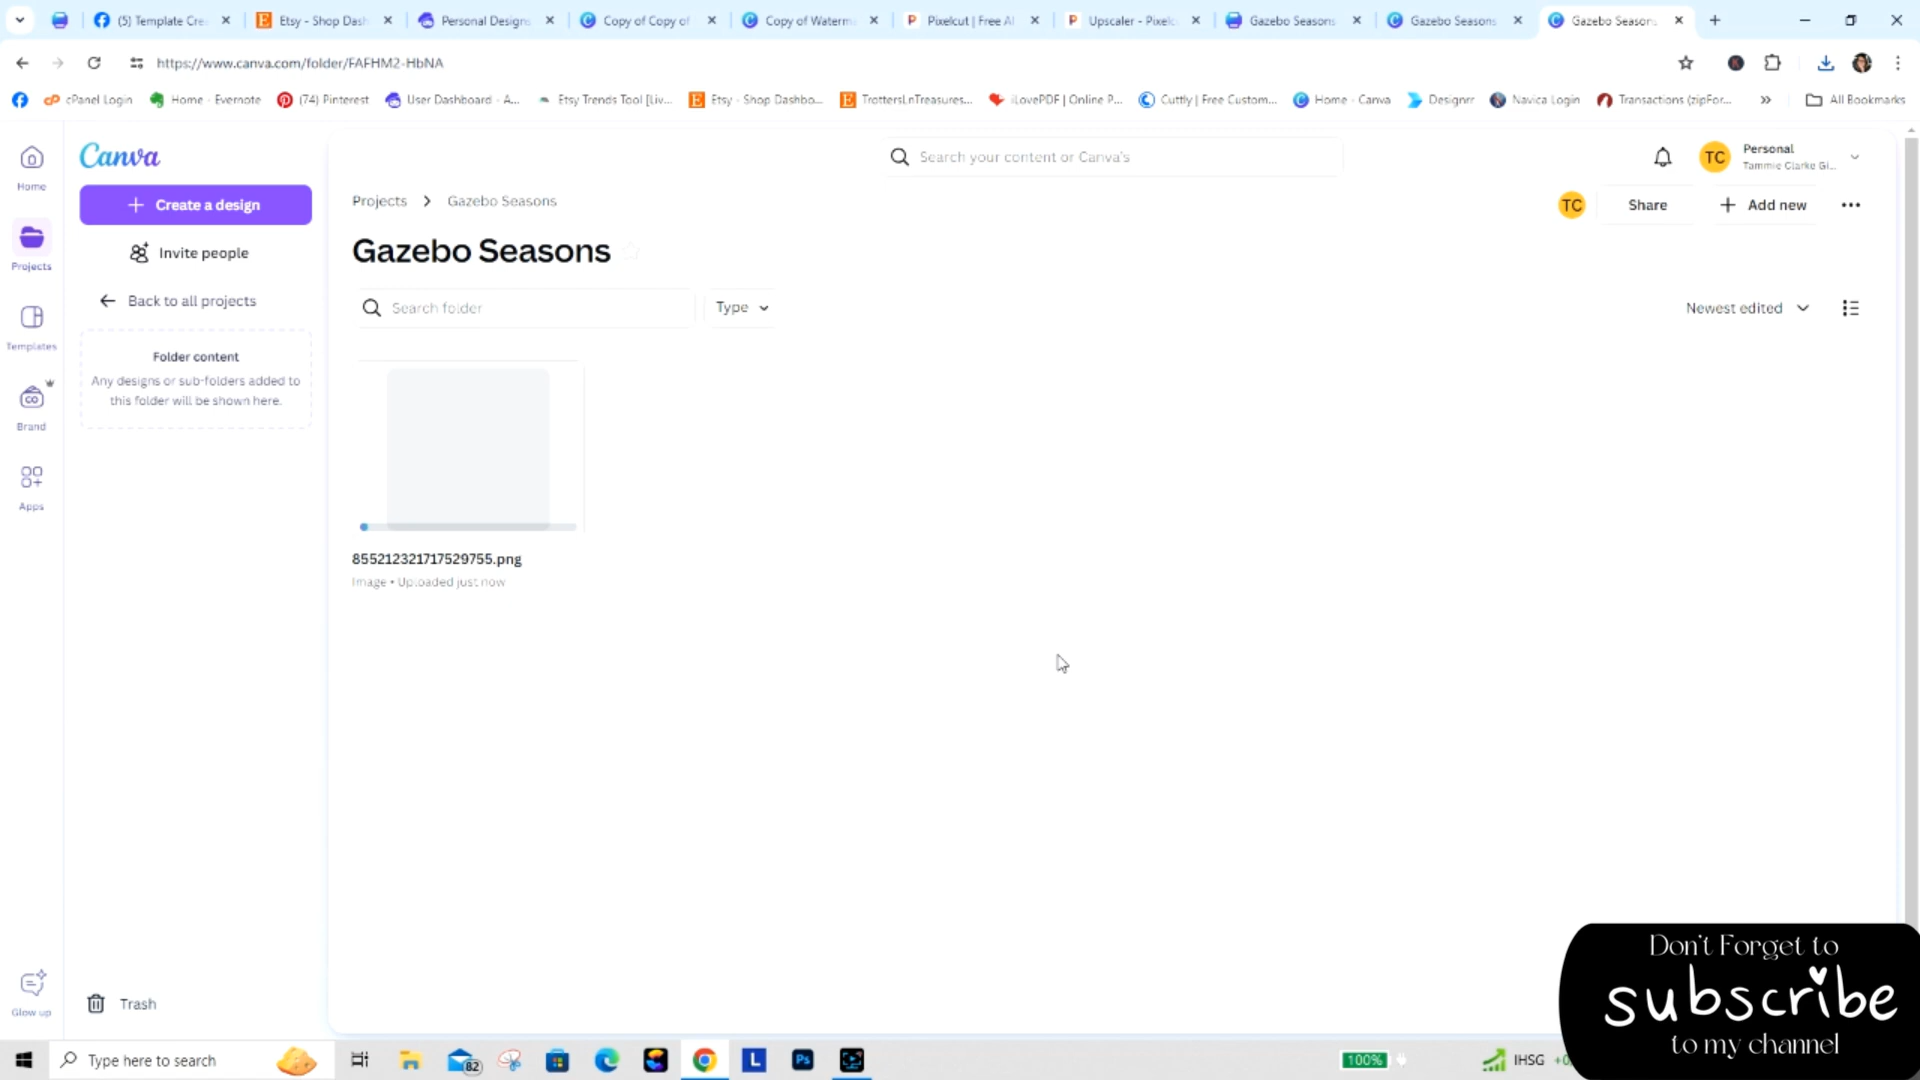 (5) Template Cre
Etsy - Shop Dash
Personal Designs
Copy of Copy of
Copy of Waterm
Pixelcut | Free AI
Upscaler - Pixelc
Gazebo Seasons
Gazebo Seasons
Gazebo Seasons
https://www.canva.com/folder/FAFHM2-HbNA
cPanel Login
Home - Evernote
(74) Pinterest
User Dashboard - A...
Etsy Trends Tool [Liv...
Etsy - Shop Dashbo...
TrottersLnTreasures...
iLovePDF | Online P...
Cuttly | Free Custom...
Home - Canva
Designrr
Navica Login
Transactions (zipFor...
All Bookmarks
Home
Projects
Templates
Brand
Apps
Glow up
Canva
Create a design
Invite people
Back to all projects
Folder content
Any designs or sub-folders added to
this folder will be shown here.
Trash
Search your content or Canva's
TC
Personal
Tammie Clarke Gi...
Projects
Gazebo Seasons
TC
Share
Add new
Gazebo Seasons
Search folder
Type
Newest edited
855212321717529755.png
Image • Uploaded just now
Don't Forget to
subscribe
to my channel
Type here to search
82
L
Ps
100%
IHSG